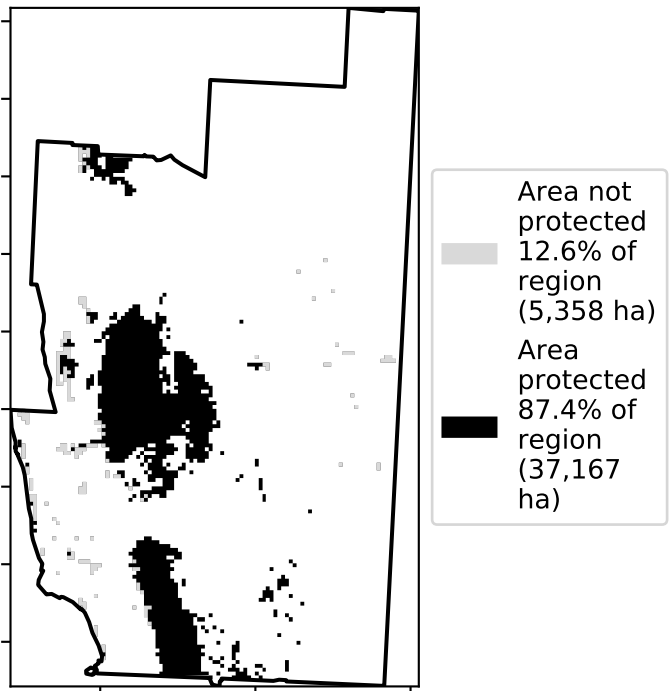 Area not
protected
12.6% of
region
(5,358 ha)
Area
protected
87.4% of
region
(37,167
ha)